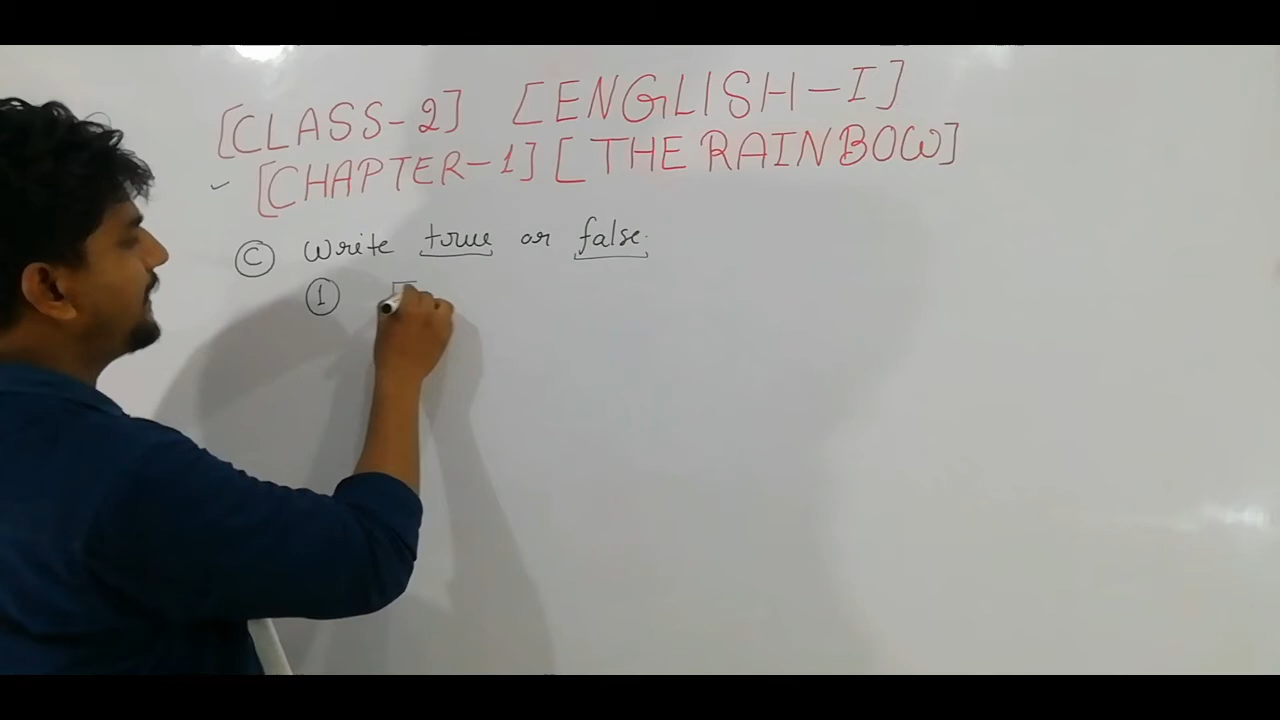 [CLASS-2] [ENGLISH-I]
[CHAPTER-1] [THE RAINBOW]
Ⓒ Write true or false.
①